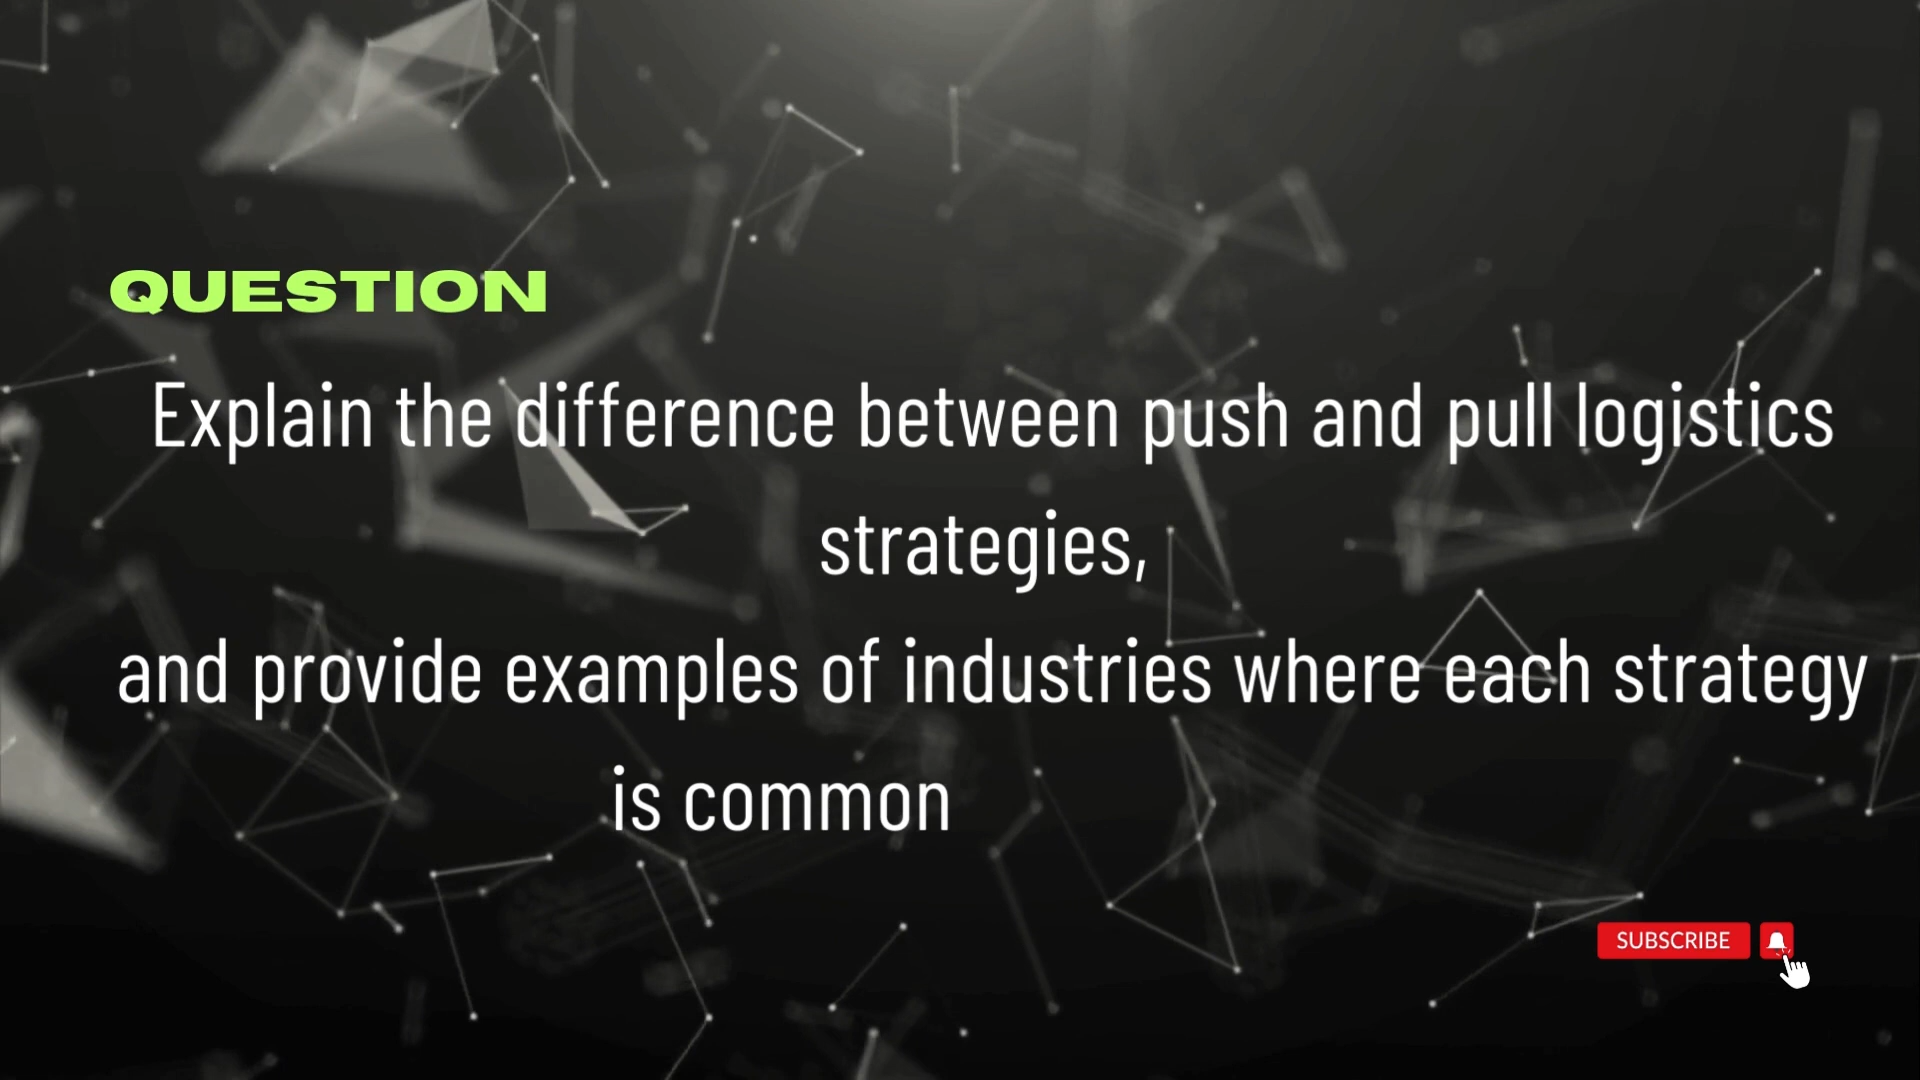 QUESTION
Explain the difference between push and pull logistics
strategies,
and provide examples of industries where each strategy
is common
SUBSCRIBE